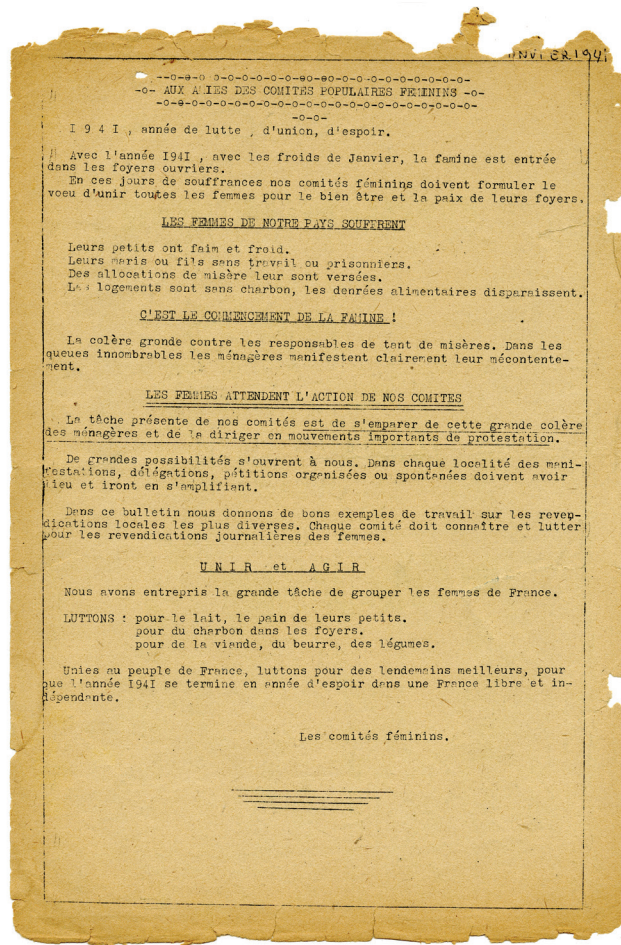 JANVIER 1941
--o-o-o-o-o-o-o-o-oo-oo-o-o-o-o-o-o-o-o-
-o- AUX AMIES DES COMITES POPULAIRES FEMININS -o-
-o-o-o-o-o-o-o-o-o-o-o-o-o-o-o-o-o-o-o-o-o-o-
-o-o-
I 9 4 I , année de lutte , d'union, d'espoir.
Avec l'année I94I , avec les froids de Janvier, la famine est entrée
dans les foyers ouvriers.
En ces jours de souffrances nos comités féminins doivent formuler le
voeu d'unir toutes les femmes pour le bien être et la paix de leurs foyers.
LES FEMMES DE NOTRE PAYS SOUFFRENT
Leurs petits ont faim et froid.
Leurs maris ou fils sans travail ou prisonniers.
Des allocations de misère leur sont versées.
Les logements sont sans charbon, les denrées alimentaires disparaissent.
C'EST LE COMMENCEMENT DE LA FAMINE !
La colère gronde contre les responsables de tant de misères. Dans les
queues innombrables les ménagères manifestent clairement leur mécontente-
ment.
LES FEMMES ATTENDENT L'ACTION DE NOS COMITES
La tâche présente de nos comités est de s'emparer de cette grande colère
des ménagères et de la diriger en mouvements importants de protestation.
De grandes possibilités s'ouvrent à nous. Dans chaque localité des mani-
festations, délégations, pétitions organisées ou spontanées doivent avoir
lieu et iront en s'amplifiant.
Dans ce bulletin nous donnons de bons exemples de travail sur les reven-
dications locales les plus diverses. Chaque comité doit connaître et lutter
pour les revendications journalières des femmes.
U N I R et A G I R
Nous avons entrepris la grande tâche de grouper les femmes de France.
LUTTONS : pour le lait, le pain de leurs petits.
pour du charbon dans les foyers.
pour de la viande, du beurre, des légumes.
Unies au peuple de France, luttons pour des lendemains meilleurs, pour
que l'année I94I se termine en année d'espoir dans une France libre et in-
dépendante.
Les comités féminins.